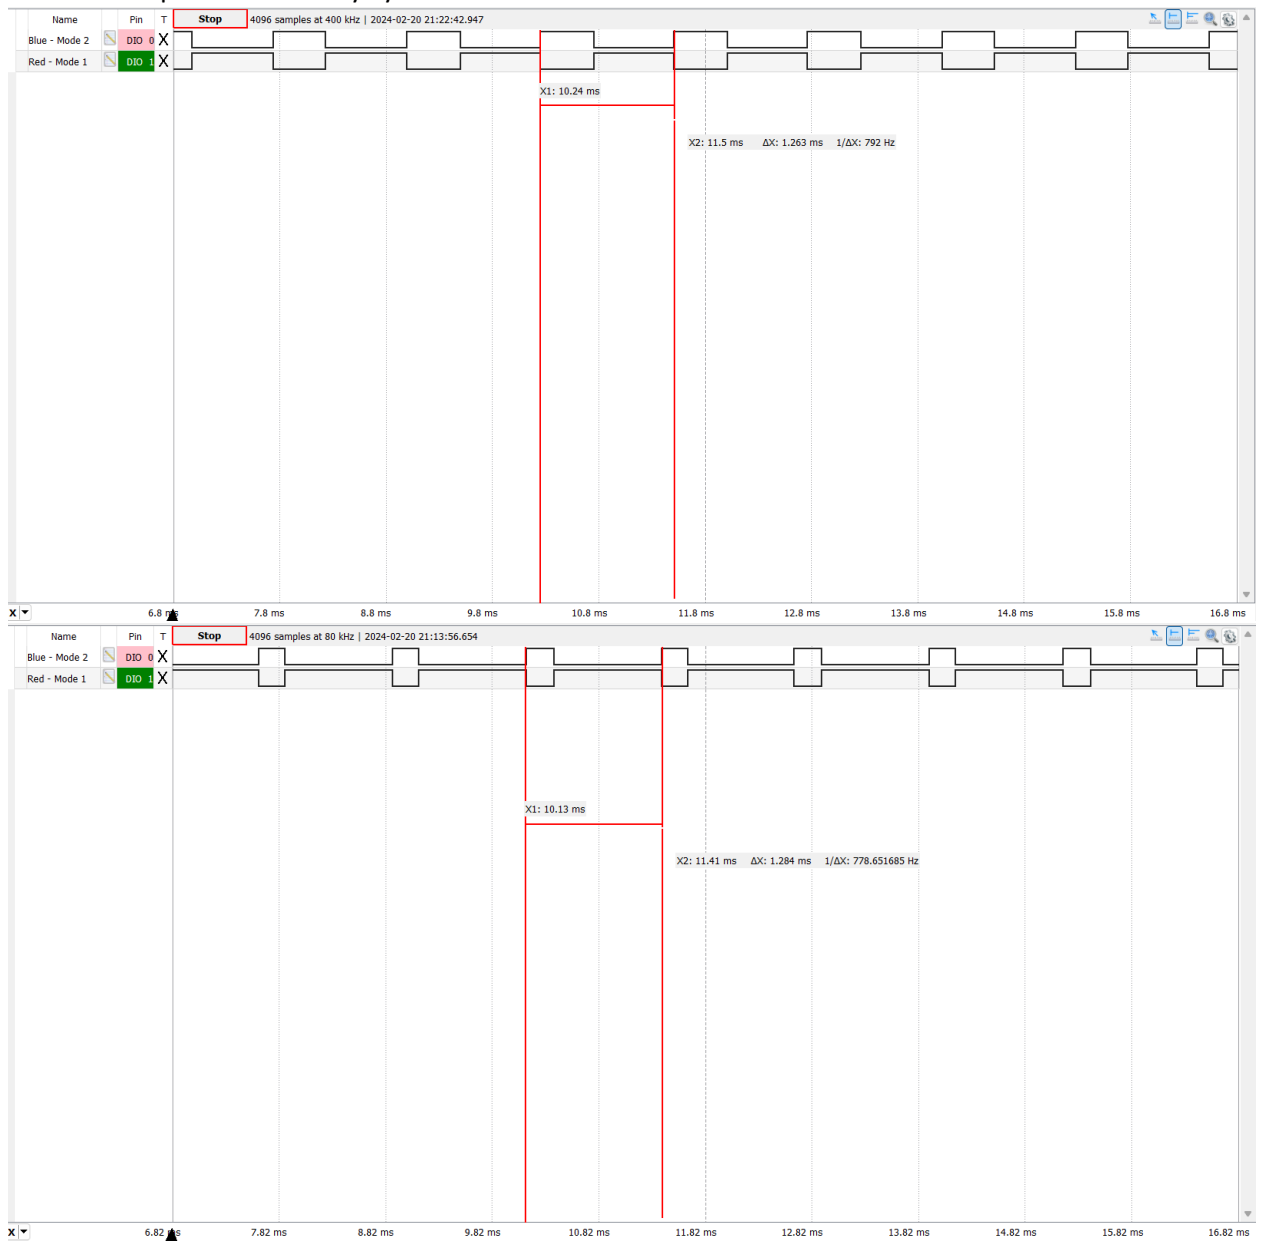 Name Pin T Stop 4096 samples at 400 kHz | 2024-02-20 21:22:42.947
Blue - Mode 2 DIO 0 X
Red - Mode 1 DIO 1 X
X1: 10.24 ms
X2: 11.5 ms ΔX: 1.263 ms 1/ΔX: 792 Hz
X 6.8 ms 7.8 ms 8.8 ms 9.8 ms 10.8 ms 11.8 ms 12.8 ms 13.8 ms 14.8 ms 15.8 ms 16.8 ms
Name Pin T Stop 4096 samples at 80 kHz | 2024-02-20 21:13:56.654
Blue - Mode 2 DIO 0 X
Red - Mode 1 DIO 1 X
X1: 10.13 ms
X2: 11.41 ms ΔX: 1.284 ms 1/ΔX: 778.651685 Hz
X 6.82 ms 7.82 ms 8.82 ms 9.82 ms 10.82 ms 11.82 ms 12.82 ms 13.82 ms 14.82 ms 15.82 ms 16.82 ms